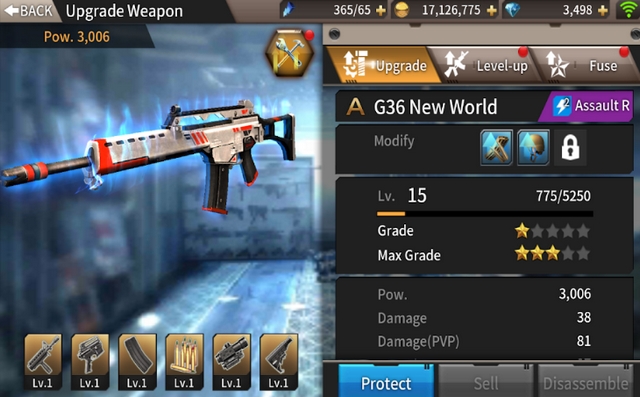 BACK Upgrade Weapon 365/65 17,126,775 3,498
Pow. 3,006
Upgrade Level-up Fuse
A G36 New World 2 Assault R
Modify
Lv. 15 775/5250
Grade
Max Grade
Pow. 3,006
Damage 38
Damage(PVP) 81
Lv.1 Lv.1 Lv.1 Lv.1 Lv.1 Lv.1
Protect Sell Disassemble